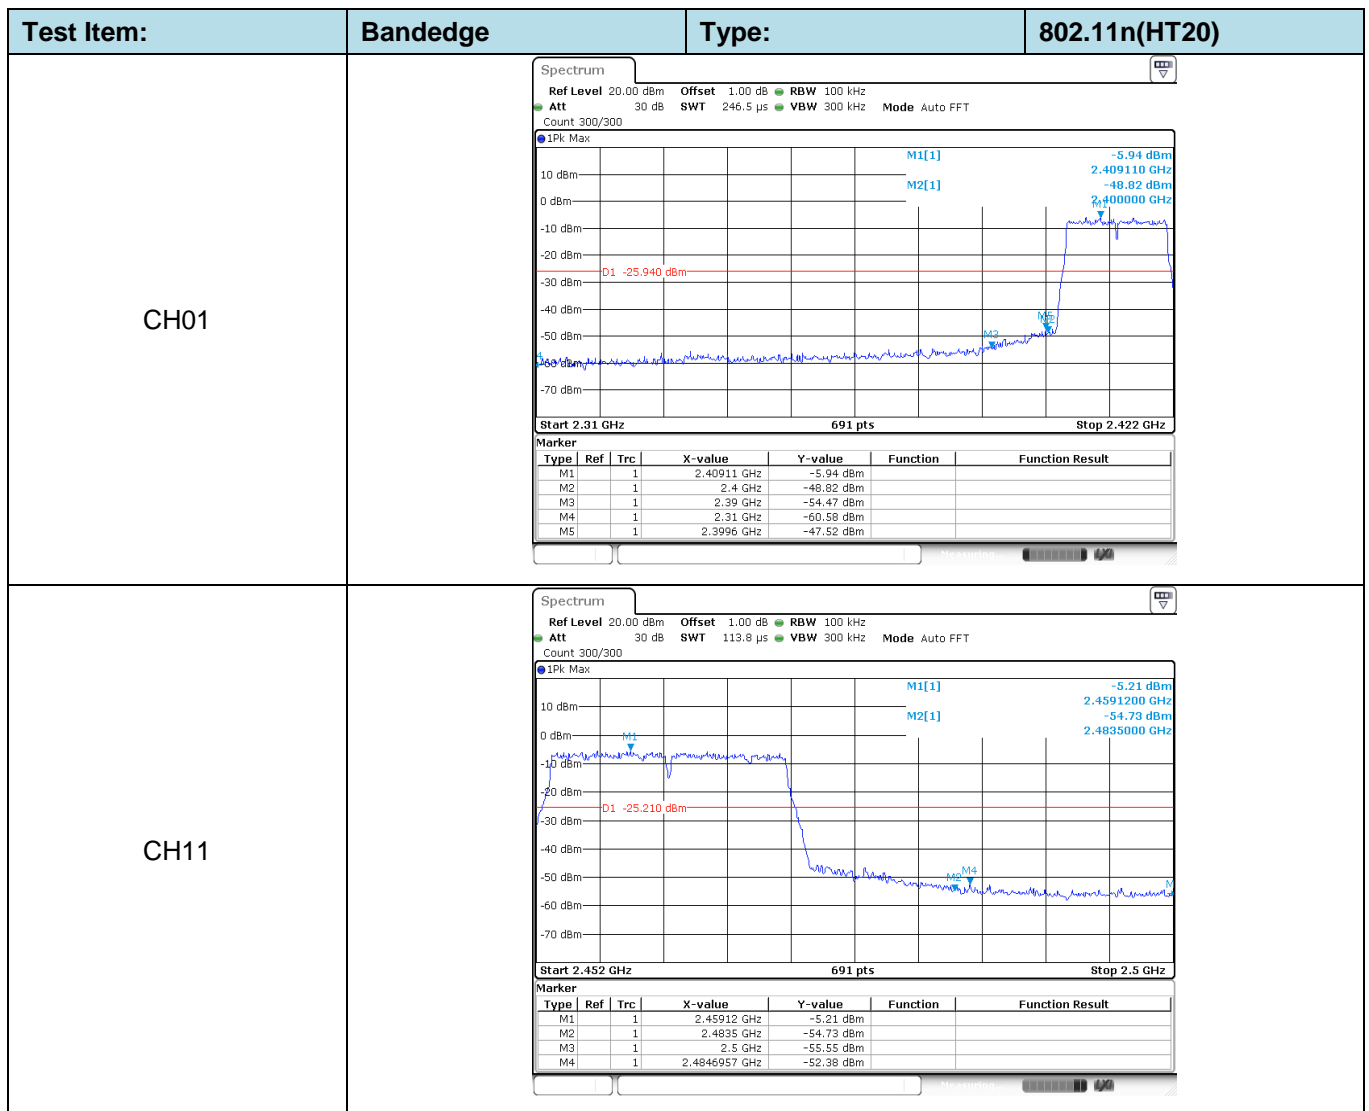 Test Item: Bandedge Type: 802.11n(HT20)
CH01
Spectrum
Ref Level 20.00 dBm Offset 1.00 dB RBW 100 kHz
Att 30 dB SWT 246.5 µs VBW 300 kHz Mode Auto FFT
Count 300/300
1Pk Max
M1[1] -5.94 dBm
2.409110 GHz
M2[1] -48.82 dBm
2.400000 GHz
M1
10 dBm
0 dBm
-10 dBm
-20 dBm
D1 -25.940 dBm
-30 dBm
-40 dBm
M5
M2
-50 dBm
M3
-60 dBm
-70 dBm
Start 2.31 GHz 691 pts Stop 2.422 GHz
Marker
Type Ref Trc X-value Y-value Function Function Result
M1 1 2.40911 GHz -5.94 dBm
M2 1 2.4 GHz -48.82 dBm
M3 1 2.39 GHz -54.47 dBm
M4 1 2.31 GHz -60.58 dBm
M5 1 2.3996 GHz -47.52 dBm
Measuring...
CH11
Spectrum
Ref Level 20.00 dBm Offset 1.00 dB RBW 100 kHz
Att 30 dB SWT 113.8 µs VBW 300 kHz Mode Auto FFT
Count 300/300
1Pk Max
M1[1] -5.21 dBm
2.4591200 GHz
M2[1] -54.73 dBm
2.4835000 GHz
10 dBm
0 dBm
M1
-10 dBm
-20 dBm
D1 -25.210 dBm
-30 dBm
-40 dBm
-50 dBm
M2
M4
-60 dBm
-70 dBm
Start 2.452 GHz 691 pts Stop 2.5 GHz
Marker
Type Ref Trc X-value Y-value Function Function Result
M1 1 2.45912 GHz -5.21 dBm
M2 1 2.4835 GHz -54.73 dBm
M3 1 2.5 GHz -55.55 dBm
M4 1 2.4846957 GHz -52.38 dBm
Measuring...